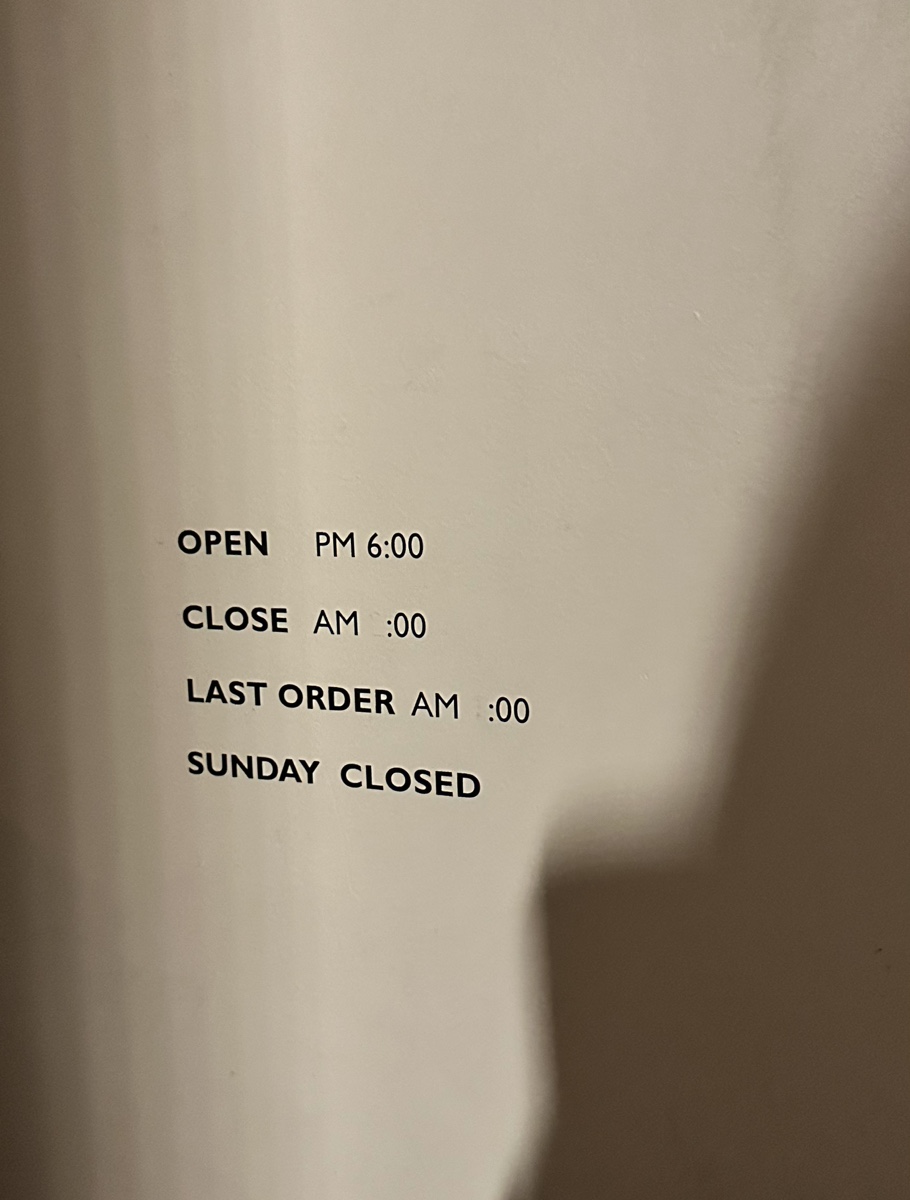 OPEN PM 6:00
CLOSE AM :00
LAST ORDER AM :00
SUNDAY CLOSED